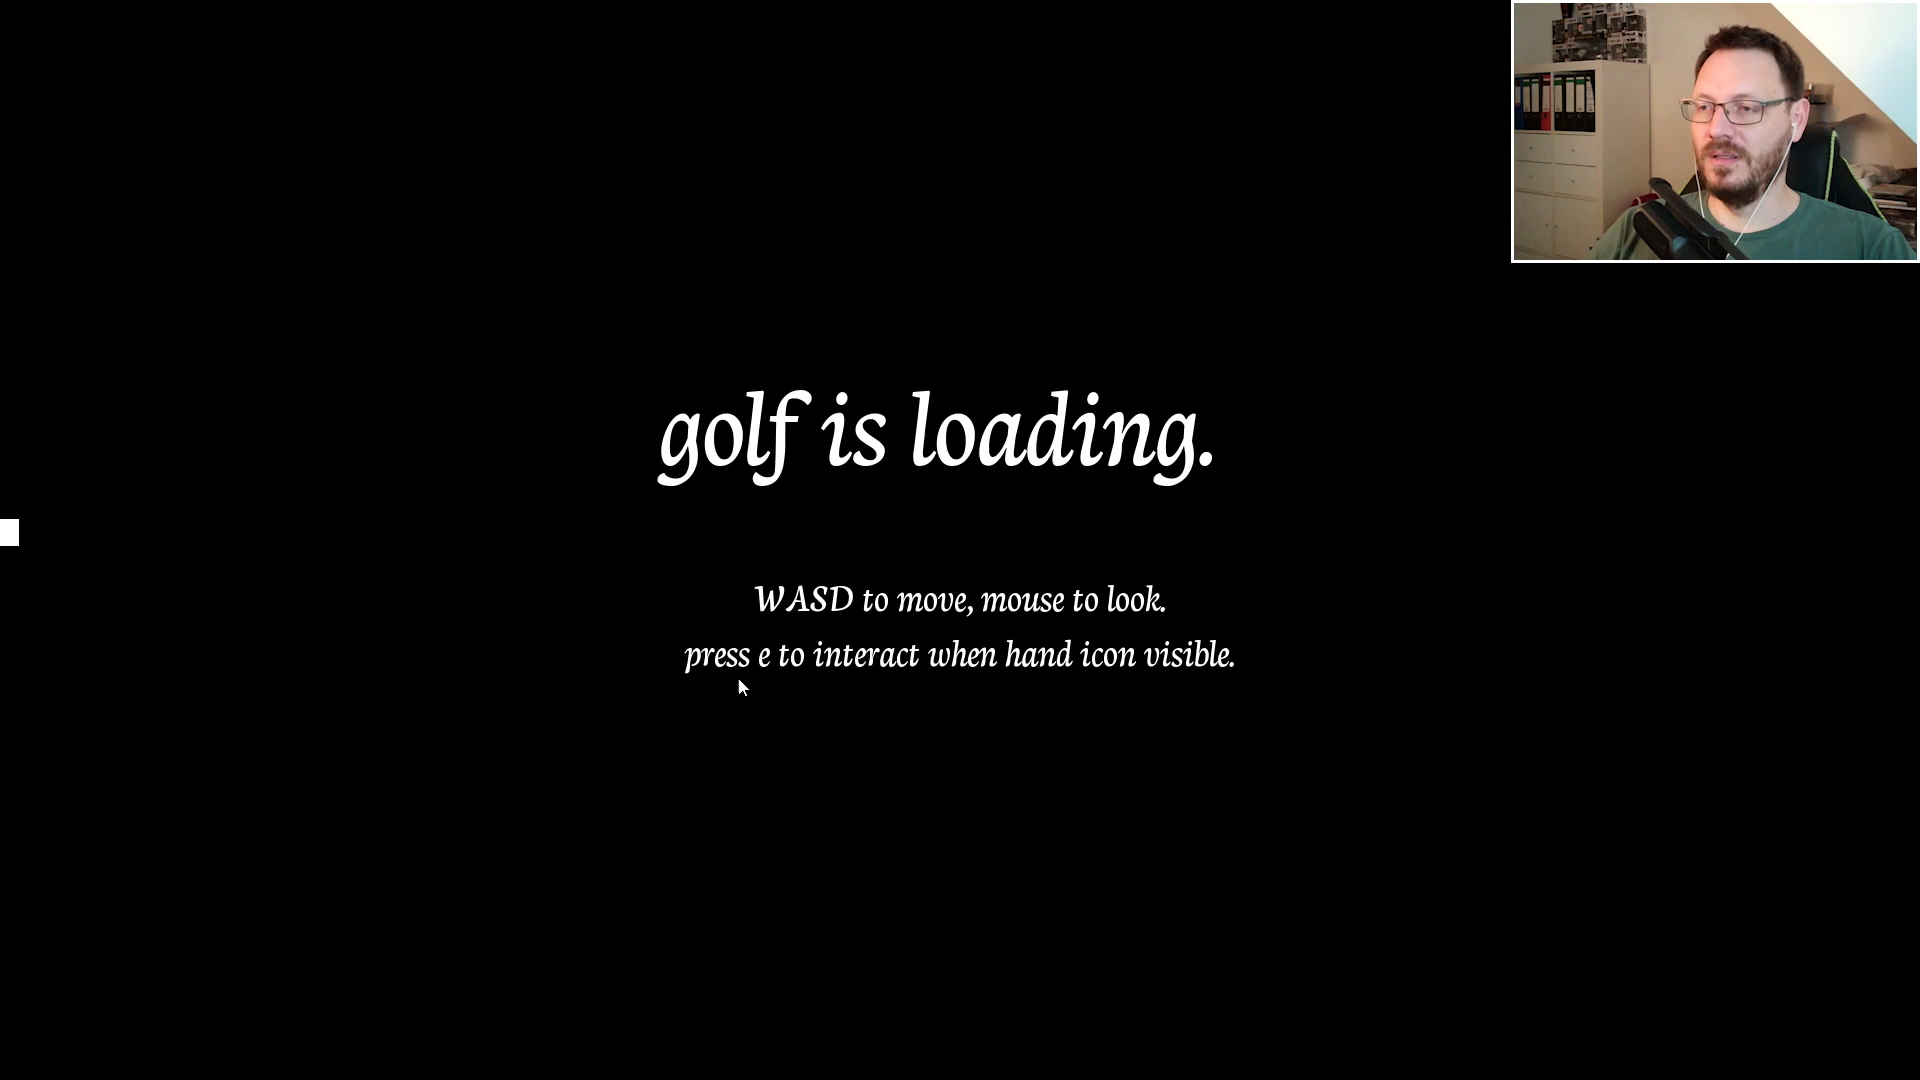 golf is loading.
WASD to move, mouse to look.
press e to interact when hand icon visible.